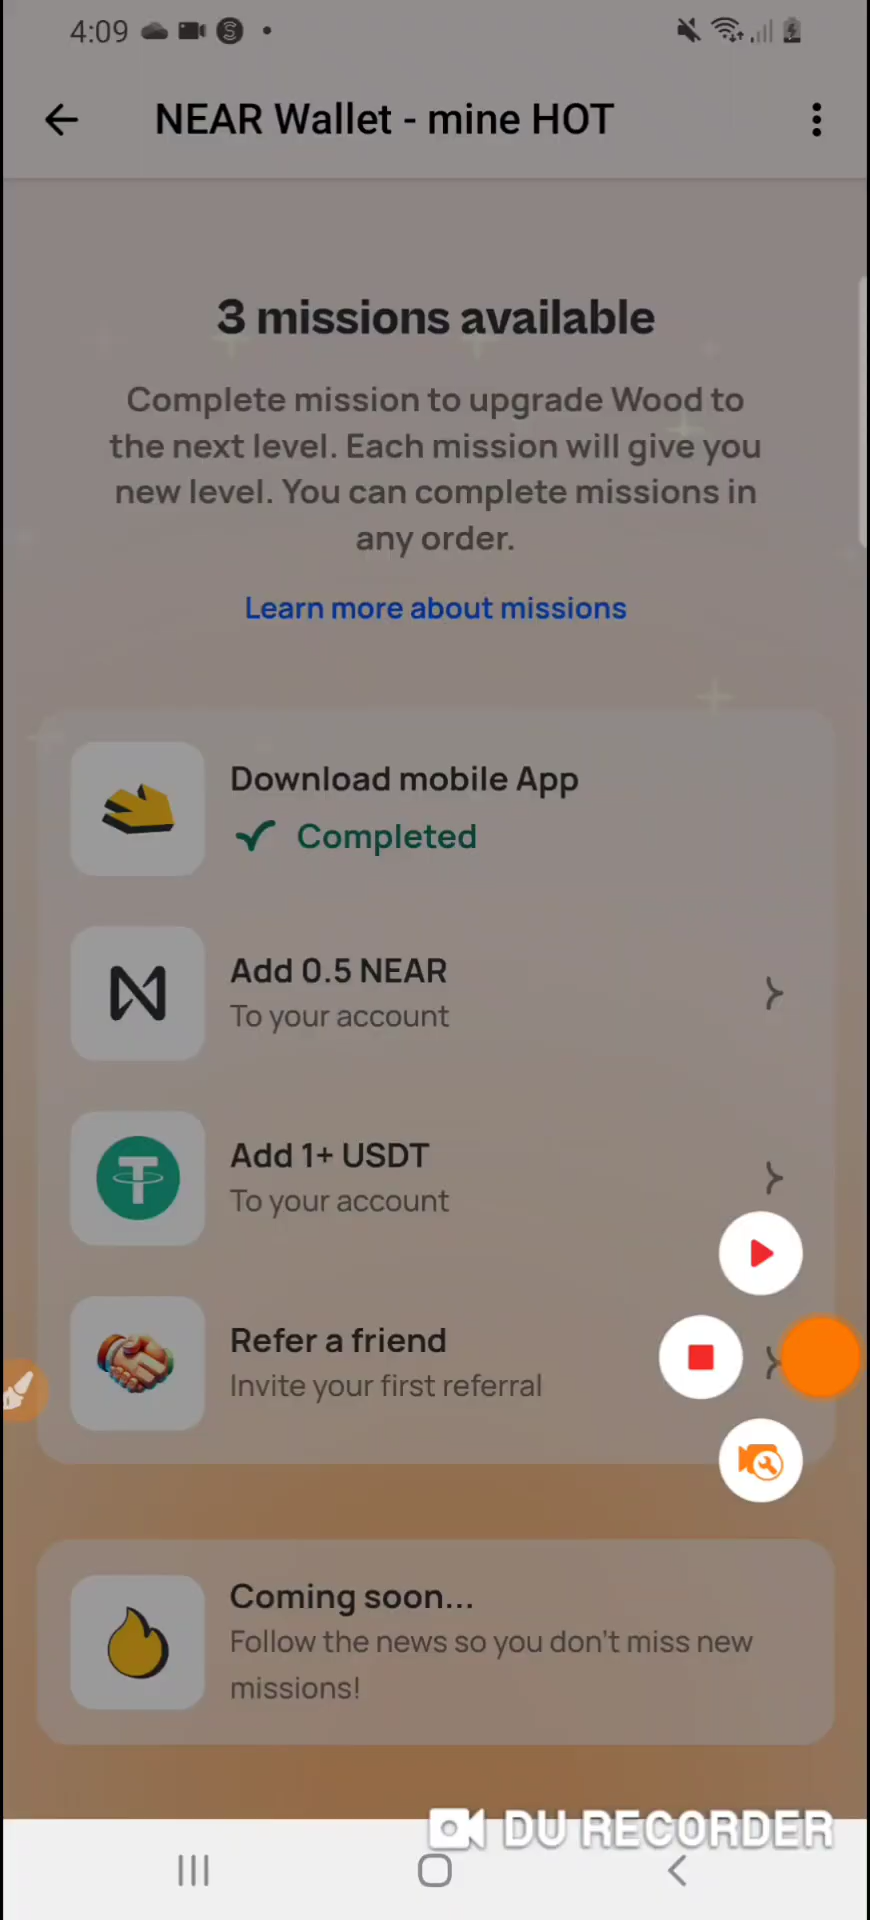 4:09
NEAR Wallet - mine HOT
3 missions available
Complete mission to upgrade Wood to
the next level. Each mission will give you
new level. You can complete missions in
any order.
Learn more about missions
Download mobile App
Completed
Add 0.5 NEAR
To your account
Add 1+ USDT
To your account
Refer a friend
Invite your first referral
Coming soon...
Follow the news so you don't miss new
missions!
DU RECORDER